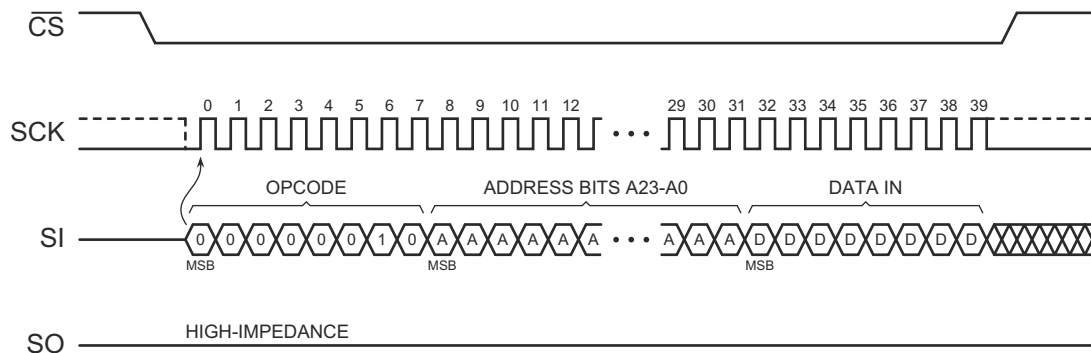 CS
0 1 2 3 4 5 6 7 8 9 10 11 12 29 30 31 32 33 34 35 36 37 38 39
SCK
OPCODE ADDRESS BITS A23-A0 DATA IN
SI 0 0 0 0 0 0 1 0 A A A A A A A A A D D D D D D D D
MSB MSB MSB
HIGH-IMPEDANCE
SO